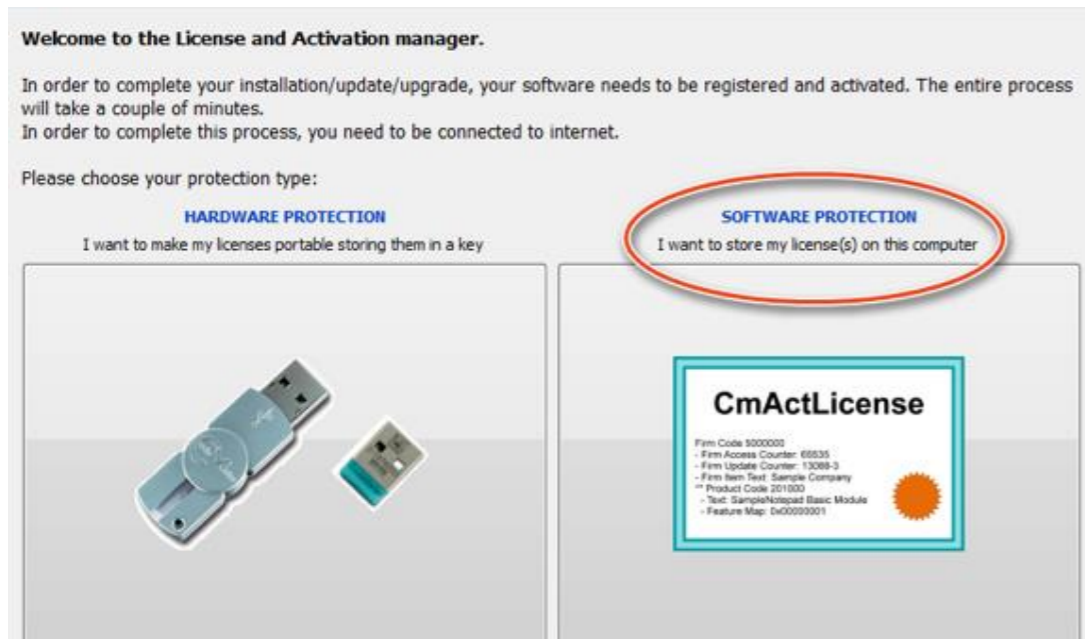 Welcome to the License and Activation manager.
In order to complete your installation/update/upgrade, your software needs to be registered and activated. The entire process
will take a couple of minutes.
In order to complete this process, you need to be connected to internet.
Please choose your protection type:
HARDWARE PROTECTION
I want to make my licenses portable storing them in a key
SOFTWARE PROTECTION
I want to store my license(s) on this computer
CmActLicense
Firm Code 5000000
- Firm Access Counter: 65535
- Firm Update Counter: 13088-3
- Firm Item Text: Sample Company
** Product Code 201000
- Text: SampleNotepad Basic Module
- Feature Map: 0x00000001